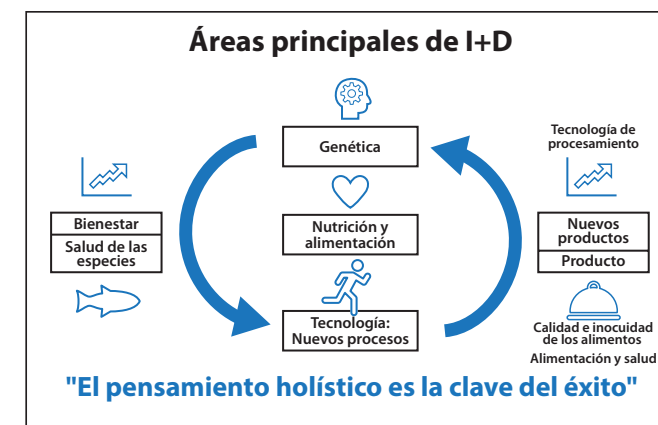 Áreas principales de I+D
Genética
Nutrición y
alimentación
Tecnología:
Nuevos procesos
Bienestar
Salud de las
especies
Tecnología de
procesamiento
Nuevos
productos
Producto
Calidad e inocuidad
de los alimentos
Alimentación y salud
"El pensamiento holístico es la clave del éxito"